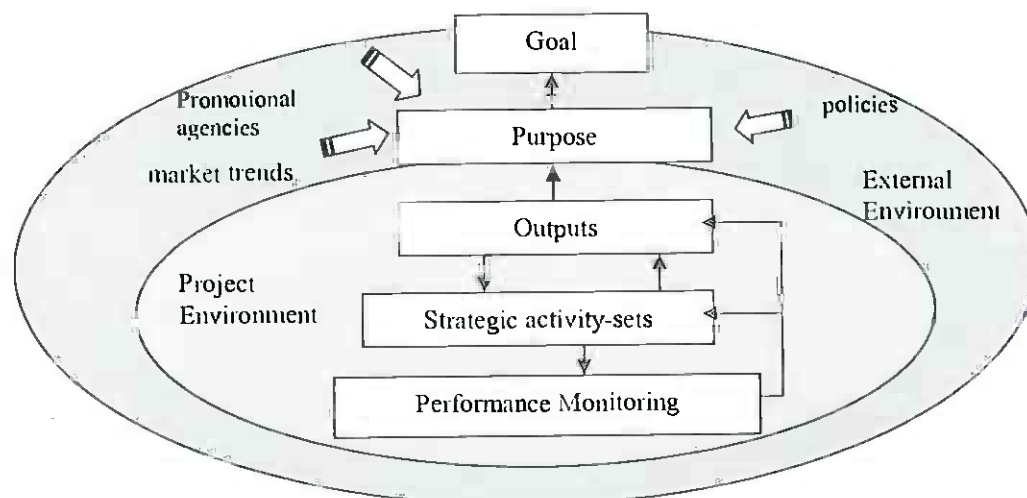 Goal
Promotional
agencies
policies
Purpose
market trends
External
Environment
Outputs
Project
Environment
Strategic activity-sets
Performance Monitoring